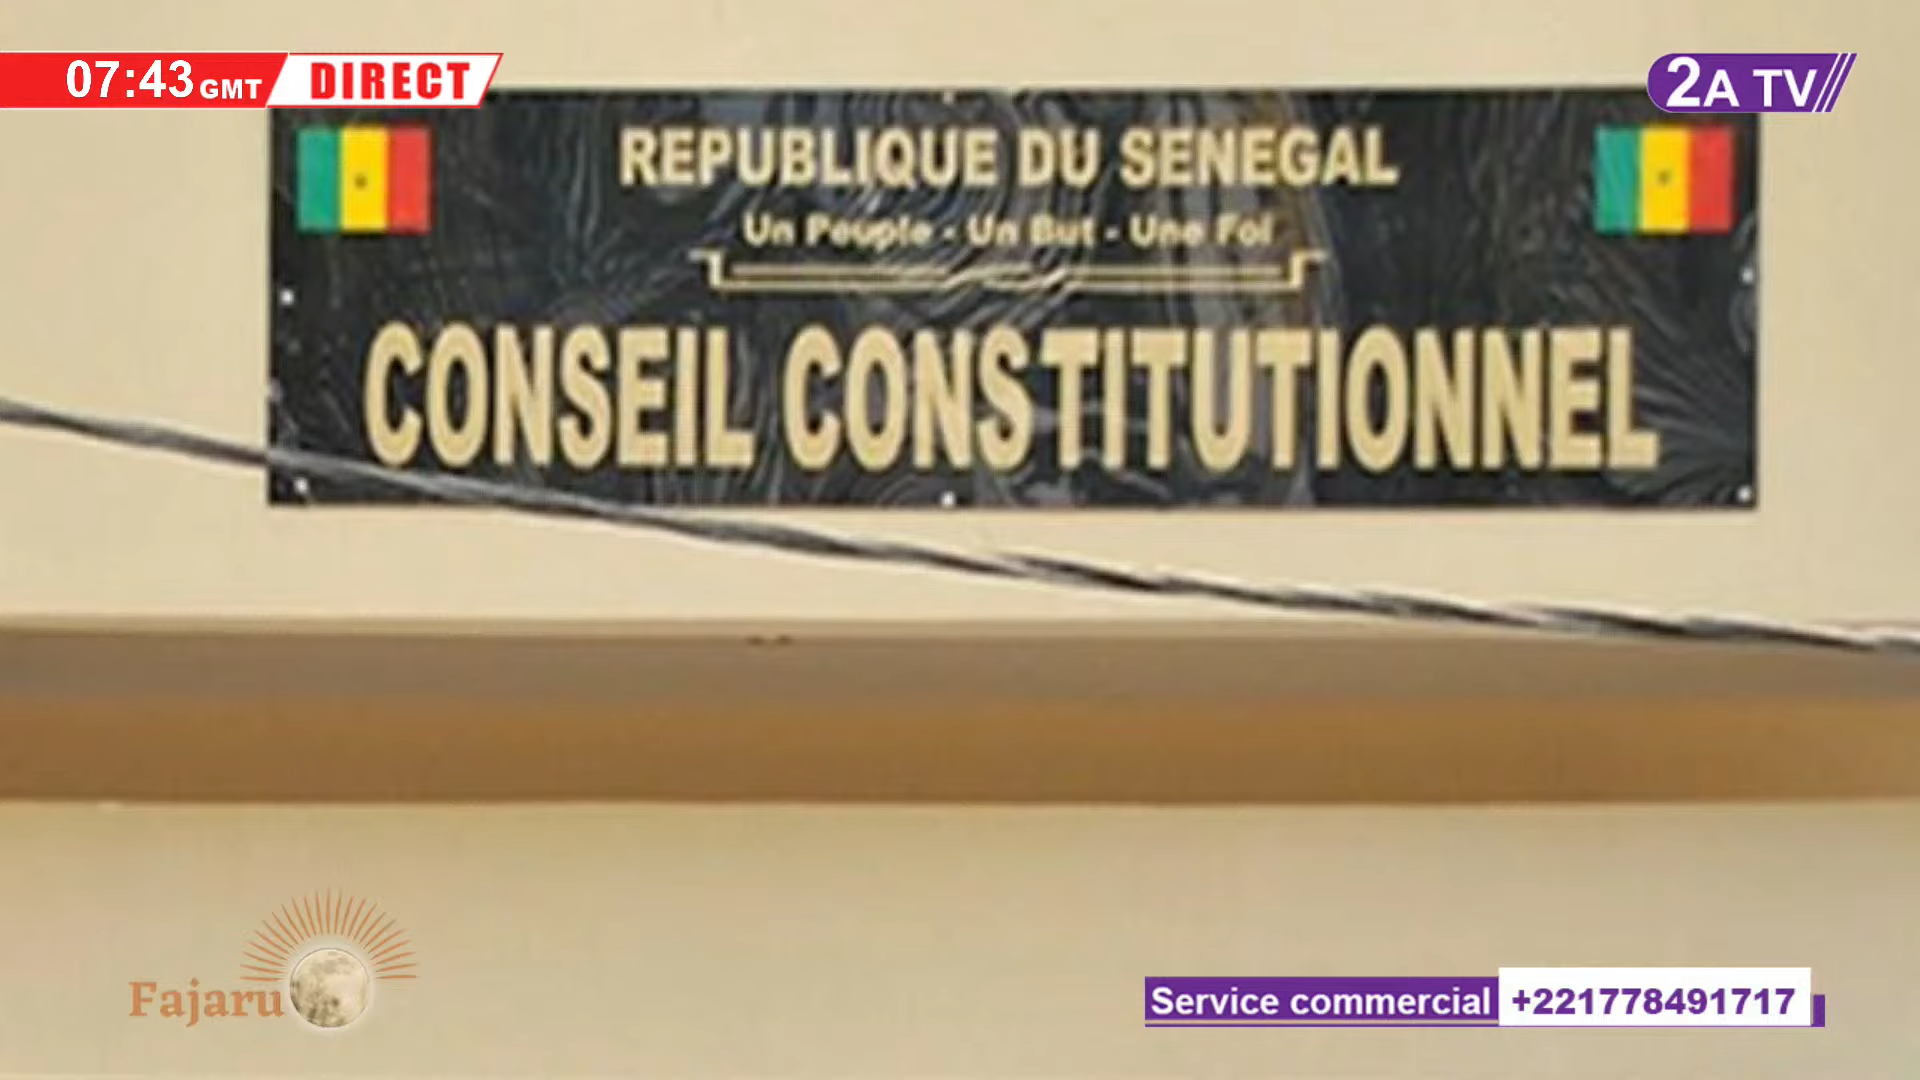 07:43 GMT DIRECT
2A TV
REPUBLIQUE DU SENEGAL
Un Peuple - Un But - Une Foi
CONSEIL CONSTITUTIONNEL
Fajaru
Service commercial +221778491717